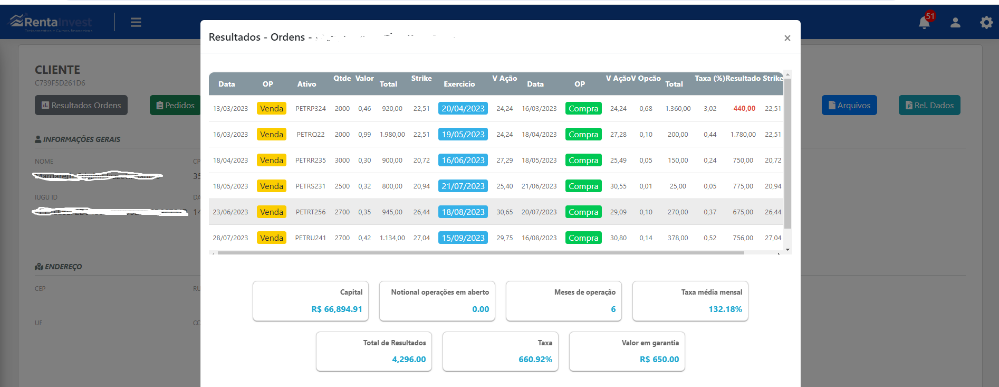 RentaInvest
Treinamentos e Cursos financeiros
51
Resultados - Ordens -
×
CLIENTE
C739F5D261D6
Resultados Ordens
Pedidos
Arquivos
Rel. Dados
INFORMAÇÕES GERAIS
NOME
CP
35
IUGU ID
DA
14
ENDEREÇO
CEP
RU
UF
CO
Data OP Ativo Qtde Valor Total Strike Exercicio V Ação Data OP V Ação V Opcão Total Taxa (%) Resultado Strike
13/03/2023 Venda PETRP324 2000 0,46 920,00 22,51 20/04/2023 24,24 16/03/2023 Compra 24,24 0,68 1.360,00 3,02 -440,00 22,51
16/03/2023 Venda PETRQ22 2000 0,99 1.980,00 22,51 19/05/2023 24,24 18/04/2023 Compra 27,28 0,10 200,00 0,44 1.780,00 22,51
18/04/2023 Venda PETRR235 3000 0,30 900,00 20,72 16/06/2023 27,29 18/05/2023 Compra 25,49 0,05 150,00 0,24 750,00 20,72
18/05/2023 Venda PETRS231 2500 0,32 800,00 20,94 21/07/2023 25,40 21/06/2023 Compra 30,55 0,01 25,00 0,05 775,00 20,94
23/06/2023 Venda PETRT256 2700 0,35 945,00 26,44 18/08/2023 30,65 20/07/2023 Compra 29,09 0,10 270,00 0,37 675,00 26,44
28/07/2023 Venda PETRU241 2700 0,42 1.134,00 27,04 15/09/2023 29,75 16/08/2023 Compra 30,80 0,14 378,00 0,52 756,00 27,04
Capital
R$ 66,894.91
Notional operações em aberto
0.00
Meses de operação
6
Taxa média mensal
132.18%
Total de Resultados
4,296.00
Taxa
660.92%
Valor em garantia
R$ 650.00